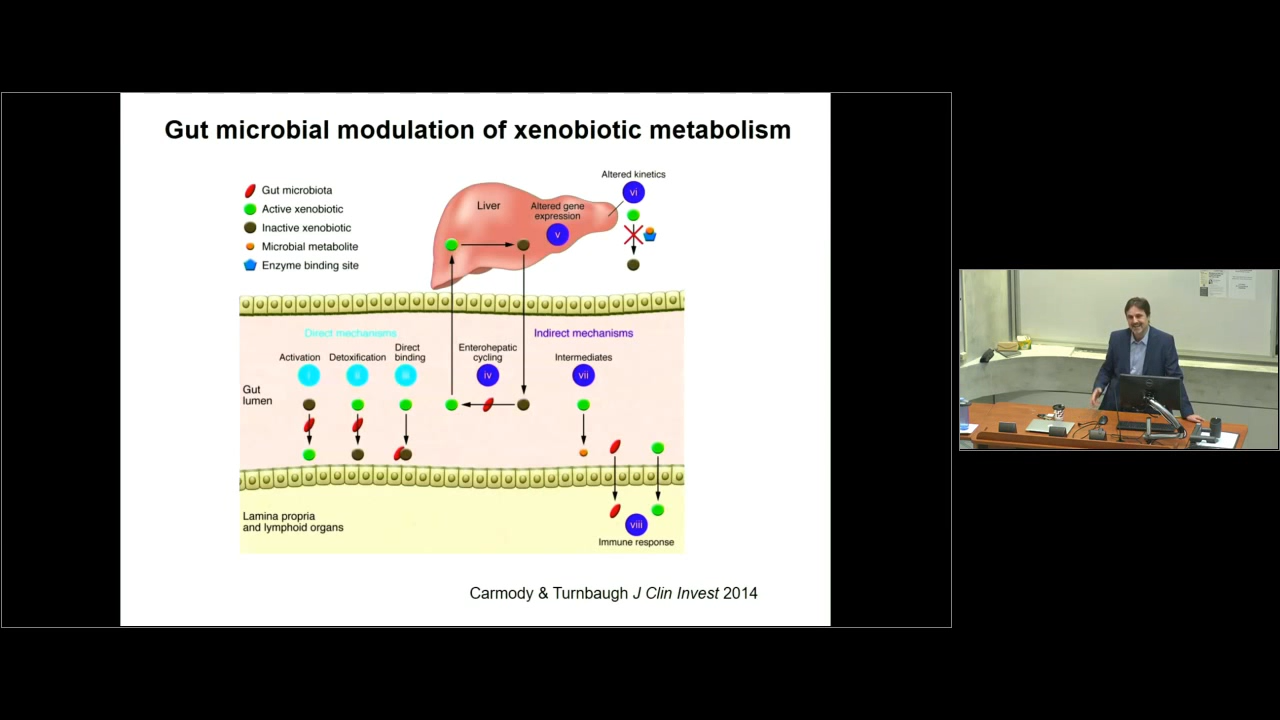 Gut microbial modulation of xenobiotic metabolism
Gut microbiota
Active xenobiotic
Inactive xenobiotic
Microbial metabolite
Enzyme binding site
Liver
Altered gene
expression
v
Altered kinetics
vi
Direct mechanisms
Indirect mechanisms
Activation
Detoxification
Direct
binding
Enterohepatic
cycling
Intermediates
i
ii
iii
iv
vii
Gut
lumen
Lamina propria
and lymphoid organs
viii
Immune response
Carmody & Turnbaugh J Clin Invest 2014